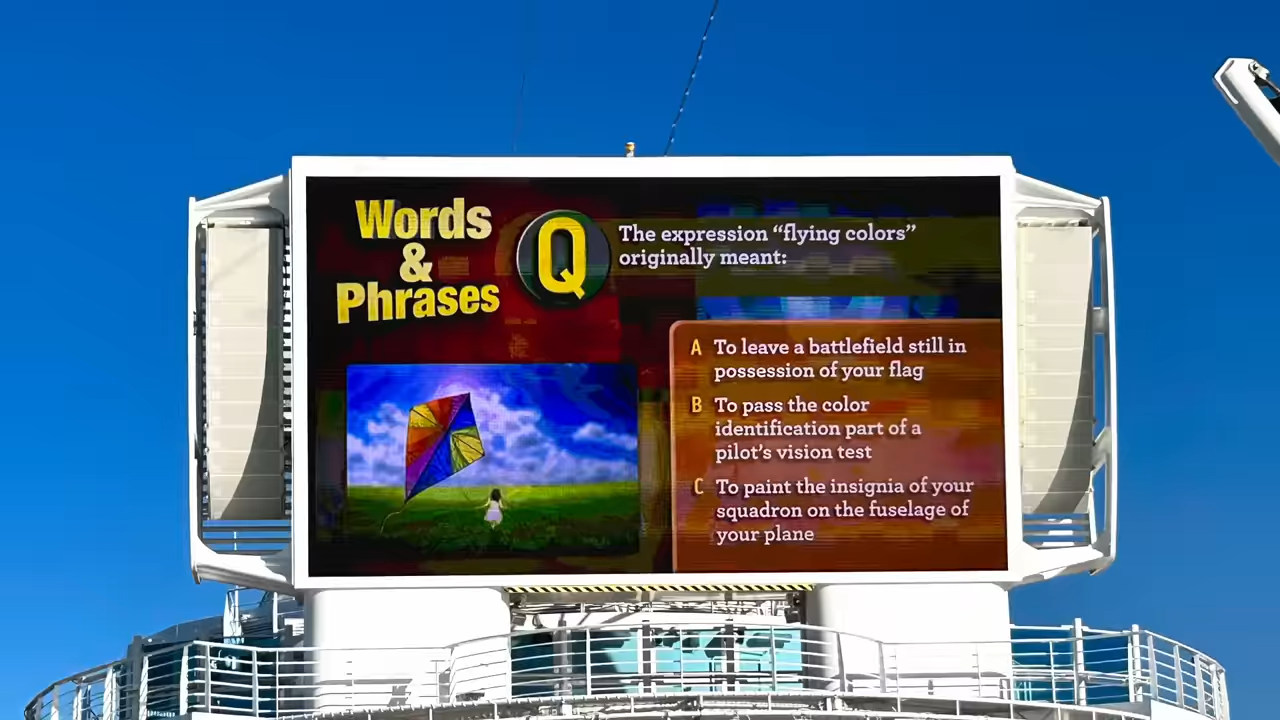 Words
&
Phrases
Q
The expression “flying colors”
originally meant:
A To leave a battlefield still in
possession of your flag
B To pass the color
identification part of a
pilot’s vision test
C To paint the insignia of your
squadron on the fuselage of
your plane